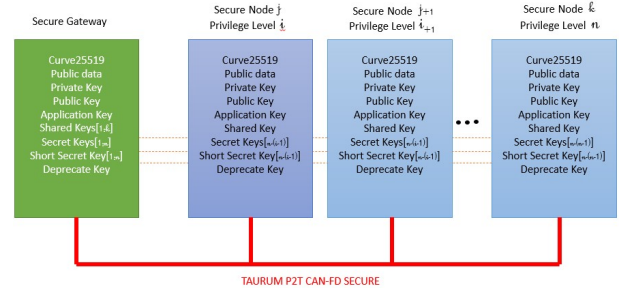 Secure Gateway
Secure Node j
Privilege Level i
Secure Node j+1
Privilege Level i+1
Secure Node k
Privilege Level n
Curve25519
Public data
Private Key
Public Key
Application Key
Shared Keys[1,k]
Secret Keys[1,m]
Short Secret Key[1,m]
Deprecate Key
Curve25519
Public data
Private Key
Public Key
Application Key
Shared Key
Secret Keys[
Short Secret Key[
Deprecate Key
Curve25519
Public data
Private Key
Public Key
Application Key
Shared Key
Secret Keys[
Short Secret Key[
Deprecate Key
...
Curve25519
Public data
Private Key
Public Key
Application Key
Shared Key
Secret Keys[
Short Secret Key[
Deprecate Key
TAURUM P2T CAN-FD SECURE